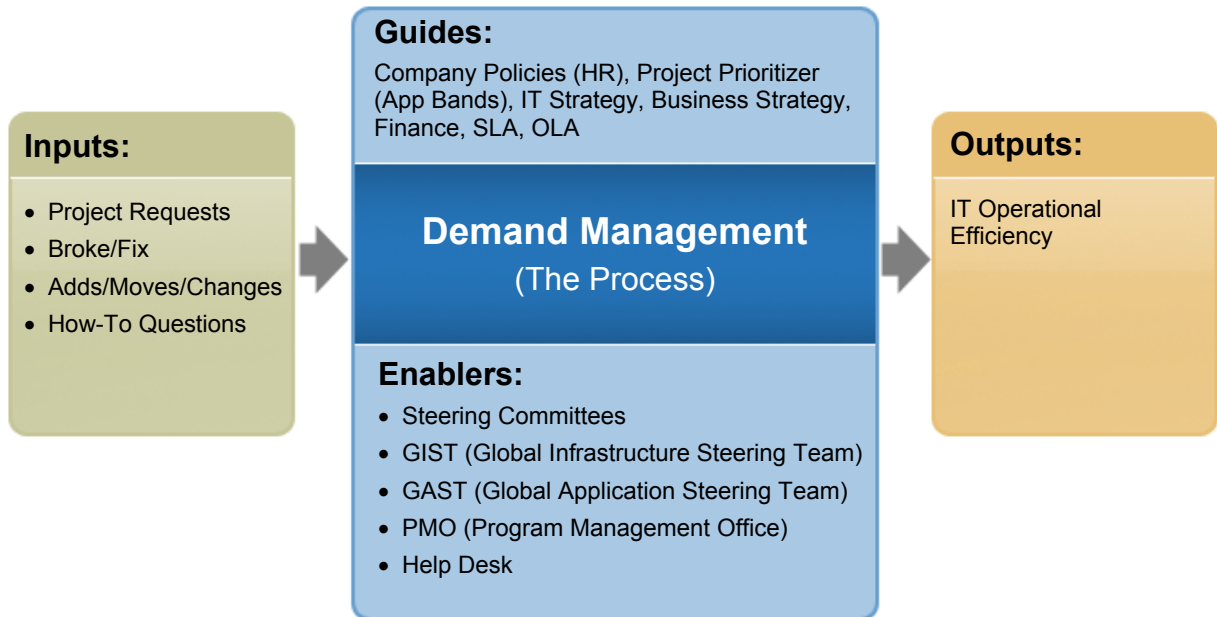 Inputs:
• Project Requests
• Broke/Fix
• Adds/Moves/Changes
• How-To Questions
Guides:
Company Policies (HR), Project Prioritizer
(App Bands), IT Strategy, Business Strategy,
Finance, SLA, OLA
Demand Management
(The Process)
Enablers:
• Steering Committees
• GIST (Global Infrastructure Steering Team)
• GAST (Global Application Steering Team)
• PMO (Program Management Office)
• Help Desk
Outputs:
IT Operational
Efficiency